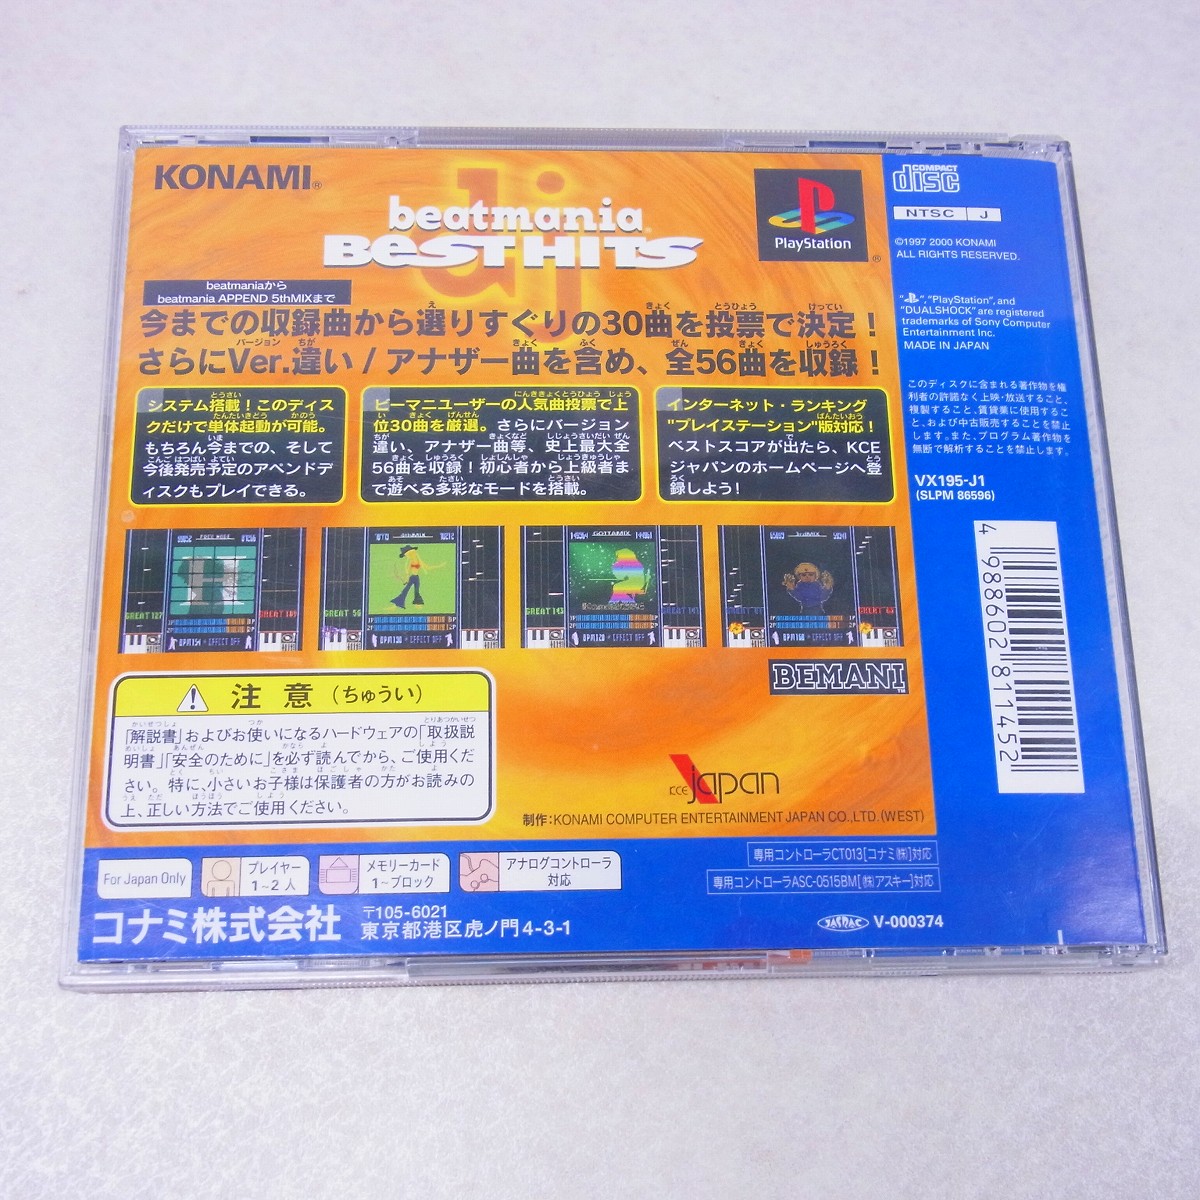 KONAMI®
beatmania
BEST HITS
PlayStation
®
beatmaniaから
beatmania APPEND 5thMIXまで
今までの収録曲から選りすぐりの30曲を投票で決定!
さらにVer.違い/アナザー曲を含め、全56曲を収録!
システム搭載!このディス
クだけで単体起動が可能。
もちろん今までの、そして
今後発売予定のアペンドデ
ィスクもプレイできる。
ビーマニユーザーの人気曲投票で上
位30曲を厳選。さらにバージョン
違い、アナザー曲等、史上最大全
56曲を収録!初心者から上級者ま
で遊べる多彩なモードを搭載。
インターネット・ランキング
"プレイステーション"版対応!
ベストスコアが出たら、KCE
ジャパンのホームページへ登
録しよう!
GREAT 127
GREAT 56
GOTTAMIX
GREAT 143
BPM 154 EFFECT OFF
BPM 130 EFFECT OFF
BPM 120 EFFECT OFF
BPM 160 EFFECT OFF
BEMANI™
注意(ちゅうい)
「解説書」およびお使いになるハードウェアの「取扱説
明書」「安全のために」を必ず読んでから、ご使用くだ
さい。特に、小さいお子様は保護者の方がお読みの
上、正しい方法でご使用ください。
KCE japan
制作:KONAMI COMPUTER ENTERTAINMENT JAPAN CO.,LTD.(WEST)
For Japan Only
プレイヤー
1~2人
メモリーカード
1~ブロック
アナログコントローラ
対応
専用コントローラCT013[コナミ㈱]対応
専用コントローラASC-0515BM[㈱アスキー]対応
コナミ株式会社
〒105-6021
東京都港区虎ノ門4-3-1
JASRAC
V-000374
COMPACT
disc
NTSC J
©1997 2000 KONAMI
ALL RIGHTS RESERVED.
"PS", "PlayStation", and
"DUALSHOCK" are registered
trademarks of Sony Computer
Entertainment Inc.
MADE IN JAPAN
このディスクに含まれる著作物を権
利者の許諾なく上映・放送すること、
複製すること、賃貸業に使用するこ
と、および中古販売することを禁止
します。また、プログラム著作物を
無断で解析することを禁止します。
VX195-J1
(SLPM 86596)
4 988602 811452